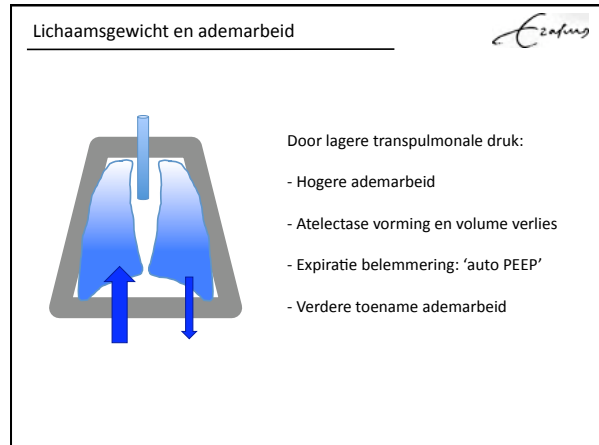 Lichaamsgewicht en ademarbeid
Erasmus
Door lagere transpulmonale druk:
- Hogere ademarbeid
- Atelectase vorming en volume verlies
- Expiratie belemmering: ‘auto PEEP’
- Verdere toename ademarbeid